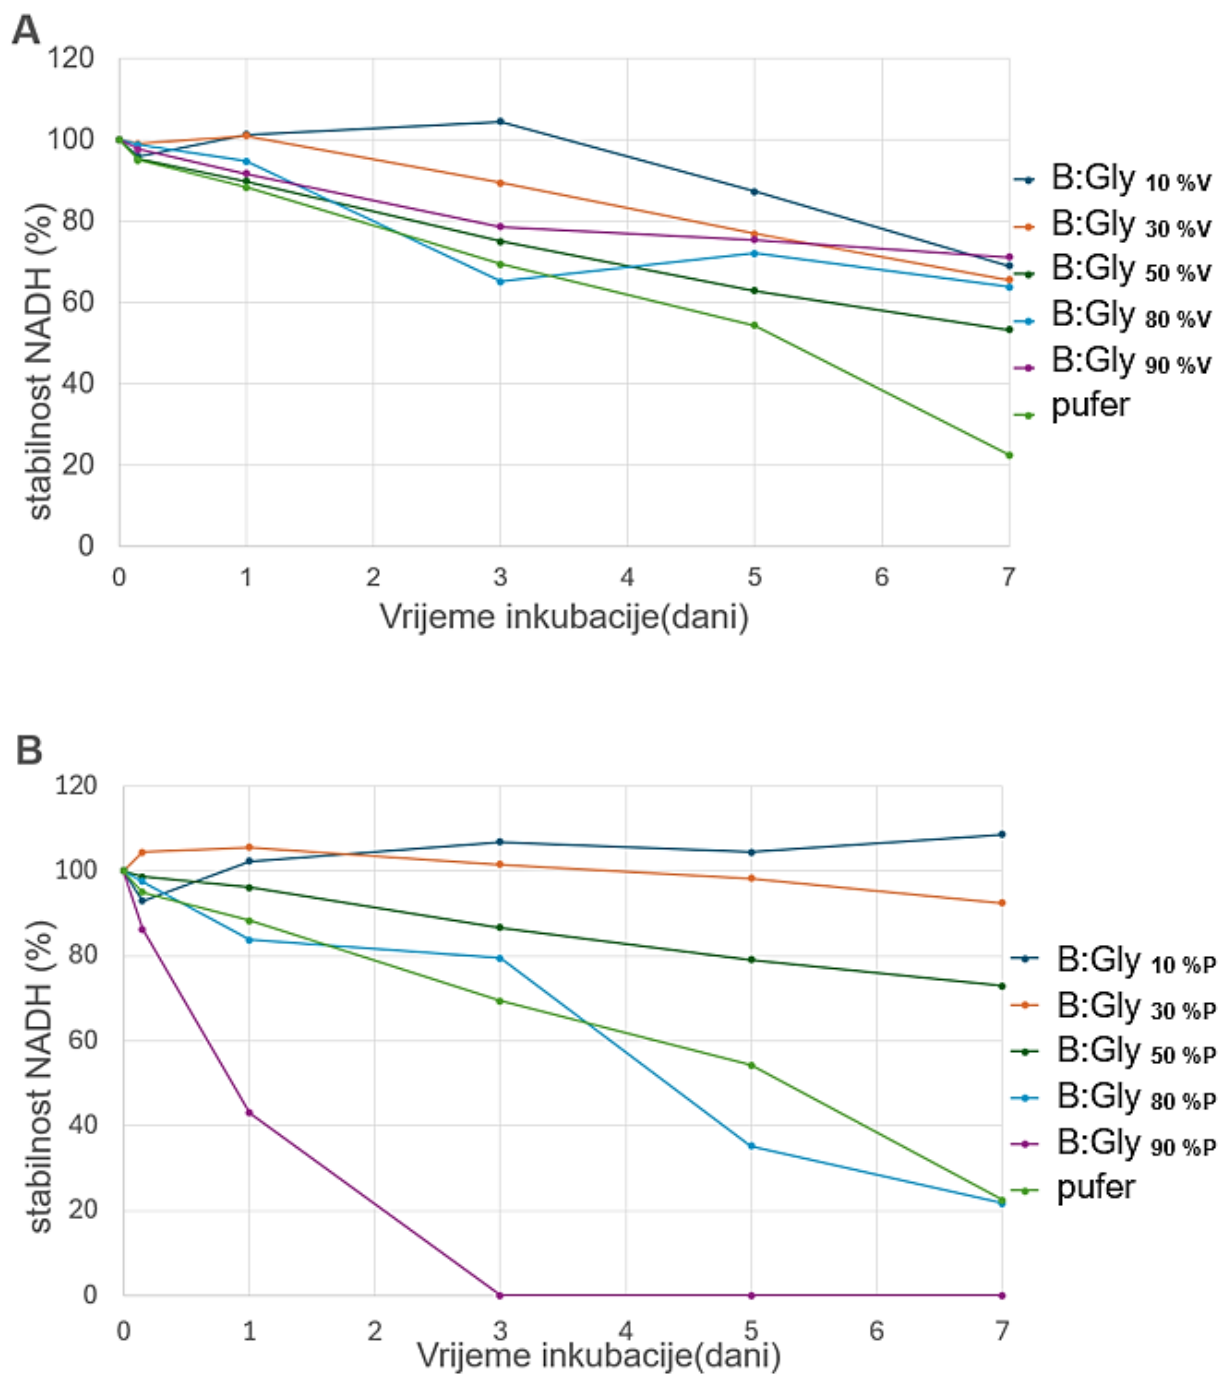 A
120
100
80
60
40
20
0
stabilnost NADH (%)
0 1 2 3 4 5 6 7
Vrijeme inkubacije(dani)
B:Gly 10 %V
B:Gly 30 %V
B:Gly 50 %V
B:Gly 80 %V
B:Gly 90 %V
pufer
B
120
100
80
60
40
20
0
stabilnost NADH (%)
0 1 2 3 4 5 6 7
Vrijeme inkubacije(dani)
B:Gly 10 %P
B:Gly 30 %P
B:Gly 50 %P
B:Gly 80 %P
B:Gly 90 %P
pufer